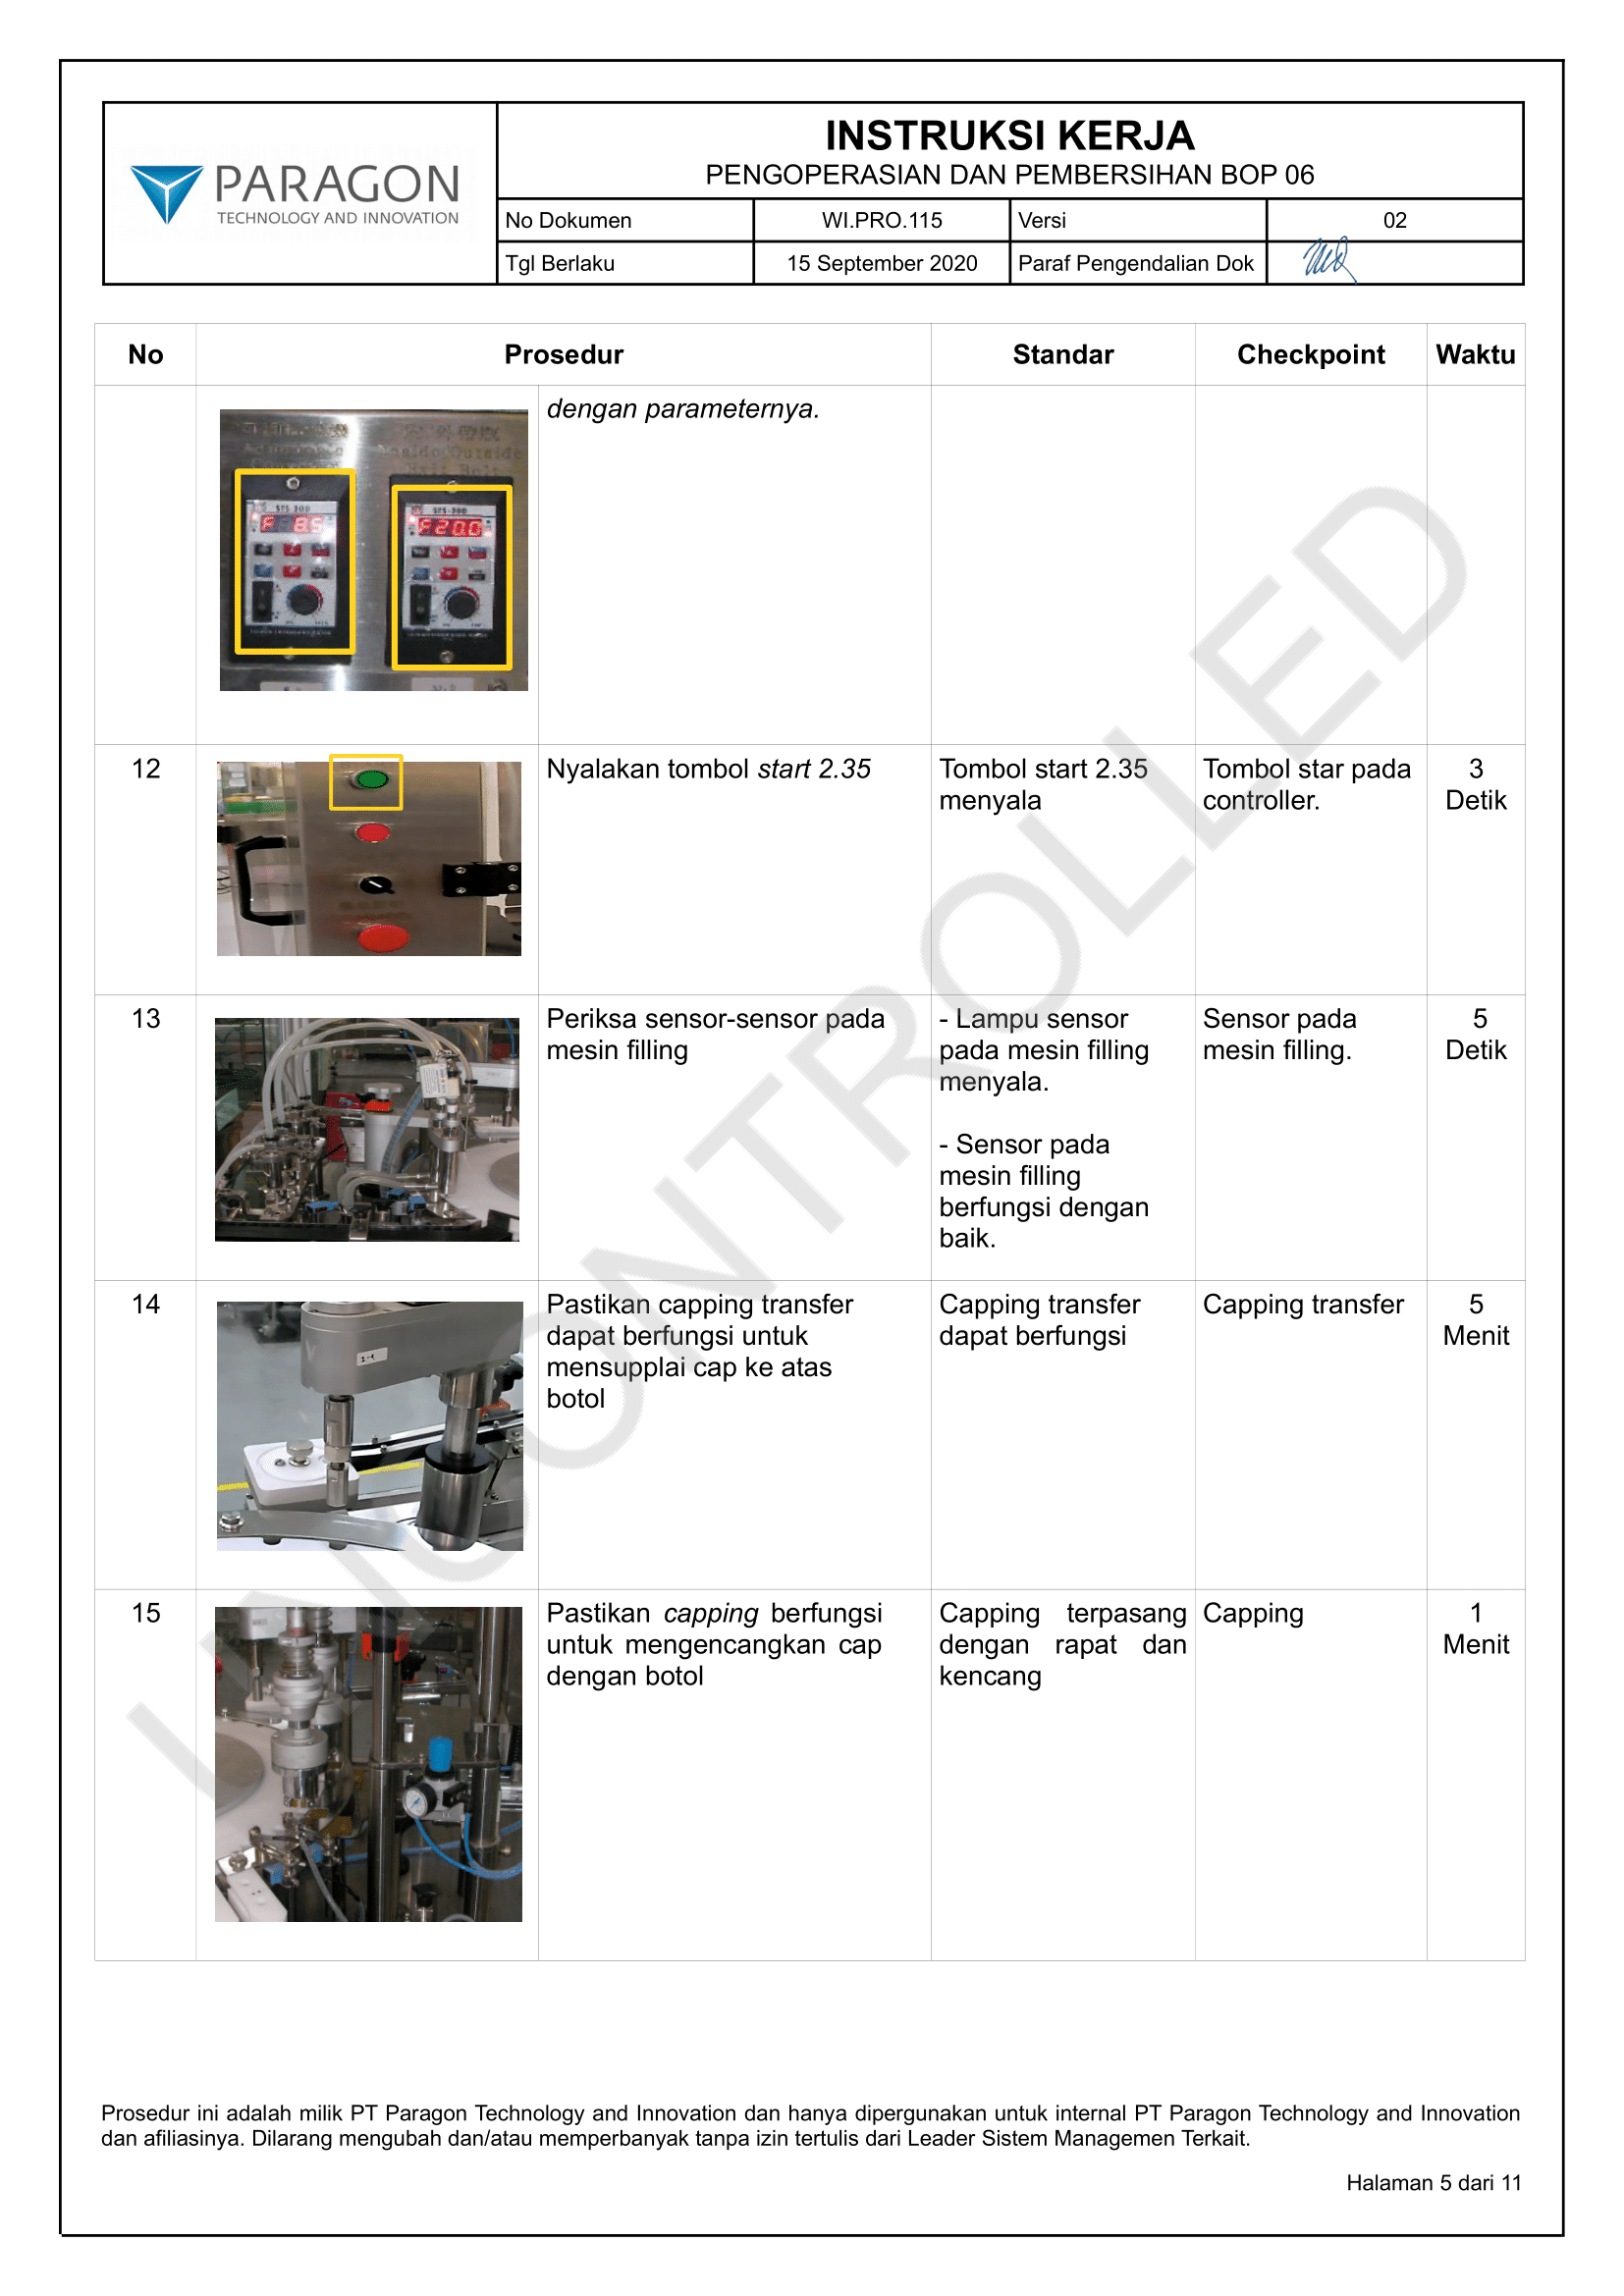 PARAGON
TECHNOLOGY AND INNOVATION
INSTRUKSI KERJA
PENGOPERASIAN DAN PEMBERSIHAN BOP 06
No Dokumen WI.PRO.115 Versi 02
Tgl Berlaku 15 September 2020 Paraf Pengendalian Dok
No Prosedur Standar Checkpoint Waktu
dengan parameternya.
F 8.5
F20.0
12 Nyalakan tombol start 2.35 Tombol start 2.35 Tombol star pada 3
menyala controller. Detik
13 Periksa sensor-sensor pada - Lampu sensor Sensor pada 5
mesin filling pada mesin filling mesin filling. Detik
menyala.
- Sensor pada
mesin filling
berfungsi dengan
baik.
14 Pastikan capping transfer Capping transfer Capping transfer 5
dapat berfungsi untuk dapat berfungsi Menit
mensupplai cap ke atas
botol
15 Pastikan capping berfungsi Capping terpasang Capping 1
untuk mengencangkan cap dengan rapat dan Menit
dengan botol kencang
UNCONTROLLED
Prosedur ini adalah milik PT Paragon Technology and Innovation dan hanya dipergunakan untuk internal PT Paragon Technology and Innovation
dan afiliasinya. Dilarang mengubah dan/atau memperbanyak tanpa izin tertulis dari Leader Sistem Managemen Terkait.
Halaman 5 dari 11